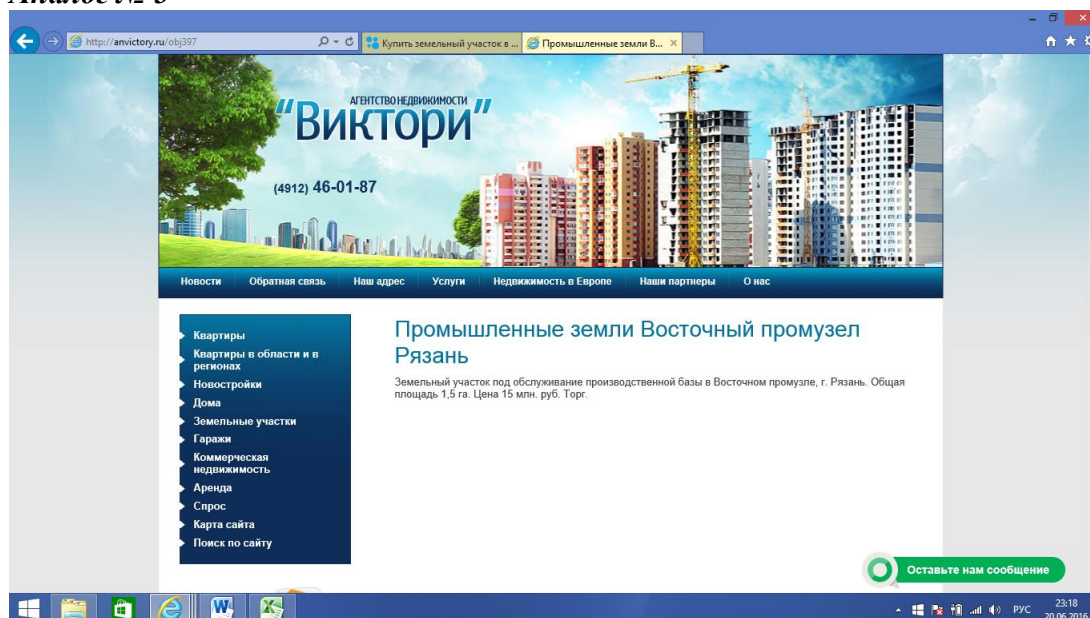 Аналог №
http://anvictory.ru/obj397
Купить земельный участок в ...
Промышленные земли В...
АГЕНТСТВО НЕДВИЖИМОСТИ
"Виктори"
(4912) 46-01-87
Новости Обратная связь Наш адрес Услуги Недвижимость в Европе Наши партнеры О нас
Квартиры
Квартиры в области и в
регионах
Новостройки
Дома
Земельные участки
Гаражи
Коммерческая
недвижимость
Аренда
Спрос
Карта сайта
Поиск по сайту
Промышленные земли Восточный промузел
Рязань
Земельный участок под обслуживание производственной базы в Восточном промузле, г. Рязань. Общая
площадь 1,5 га. Цена 15 млн. руб. Торг.
Оставьте нам сообщение
РУС
23:18
20.06.2016